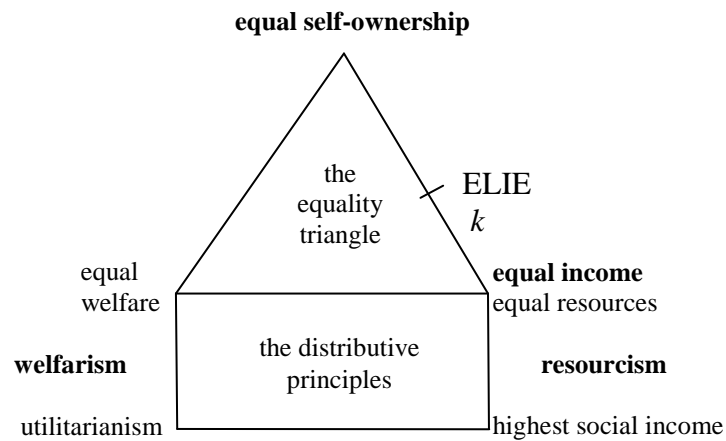 equal self-ownership
the
equality
triangle
ELIE
k
equal
welfare
equal income
equal resources
welfarism
the distributive
principles
resourcism
utilitarianism
highest social income